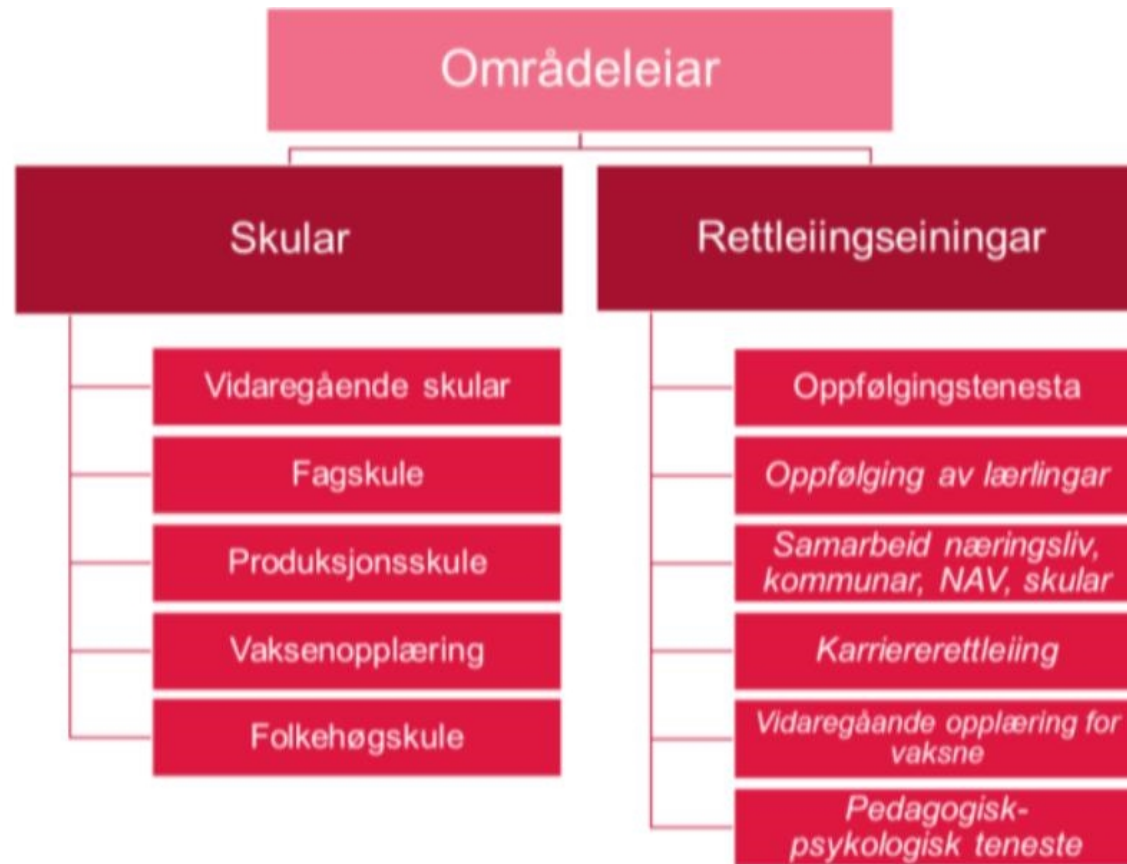 Områdeleiar
Skular
Vidaregående skular
Fagskule
Produksjonsskule
Vaksenopplæring
Folkehøgskule
Rettleiingseiningar
Oppfølgingstenesta
Oppfølging av lærlingar
Samarbeid næringsliv,
kommunar, NAV, skular
Karriererettleiing
Vidaregåande opplæring for
vaksne
Pedagogisk-
psykologisk teneste